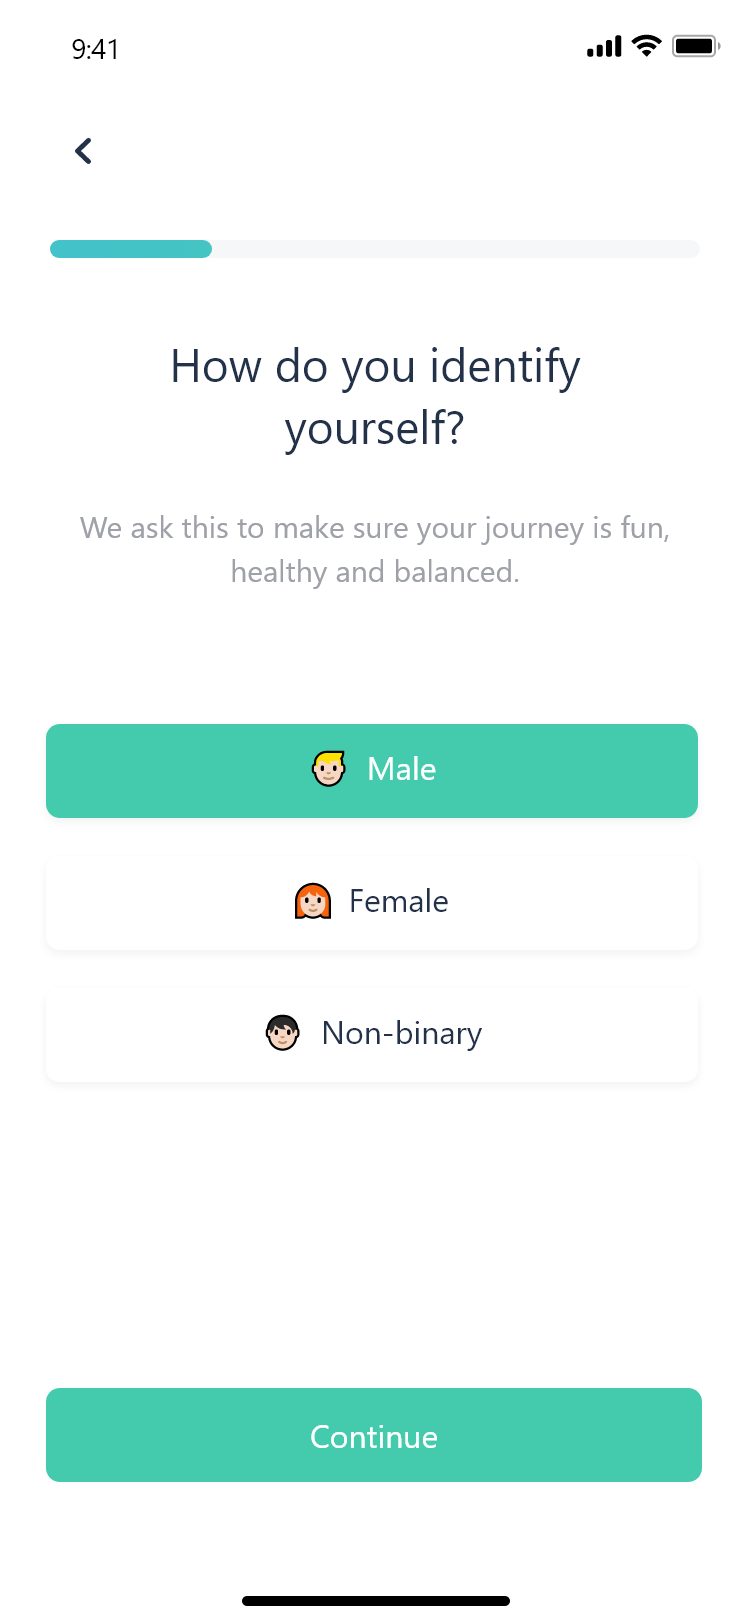 9:41
How do you identify
yourself?
We ask this to make sure your journey is fun,
healthy and balanced.
Male
Female
Non-binary
Continue